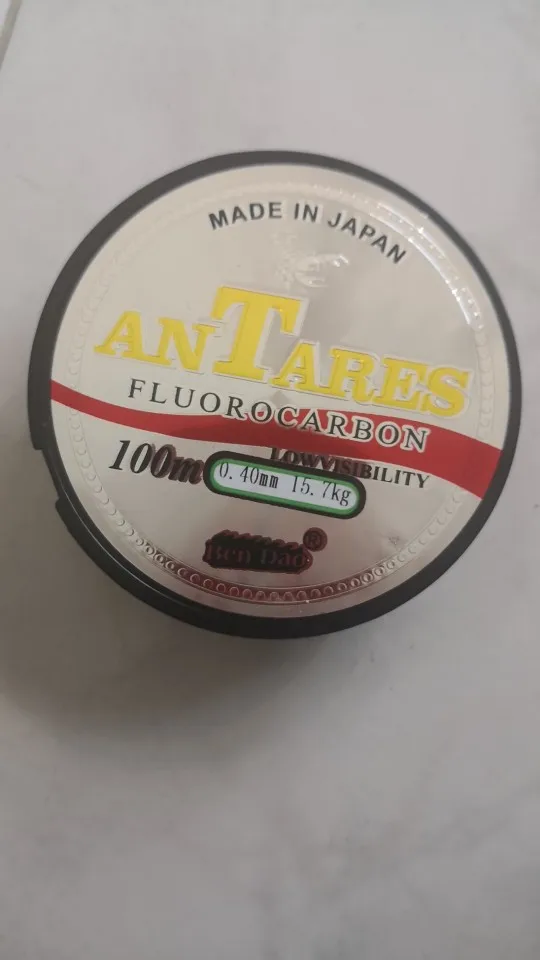 MADE IN JAPAN
ANTARES
FLUOROCARBON
LOWVISIBILITY
100m
0.40mm 15.7kg
Ben Dao®